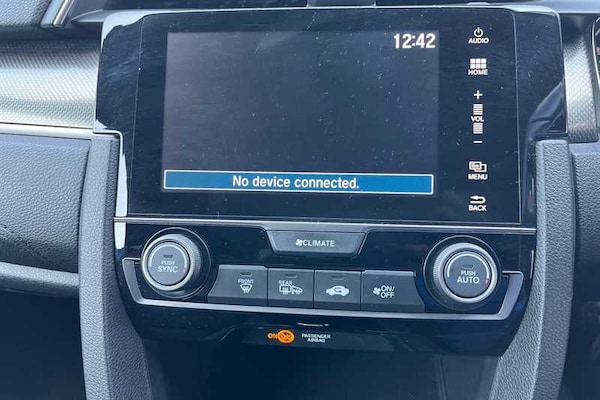 12:42
AUDIO
HOME
+
VOL
−
No device connected.
MENU
BACK
CLIMATE
PUSH
SYNC
FRONT
REAR
ON/
OFF
PUSH
AUTO
ON
PASSENGER
AIRBAG